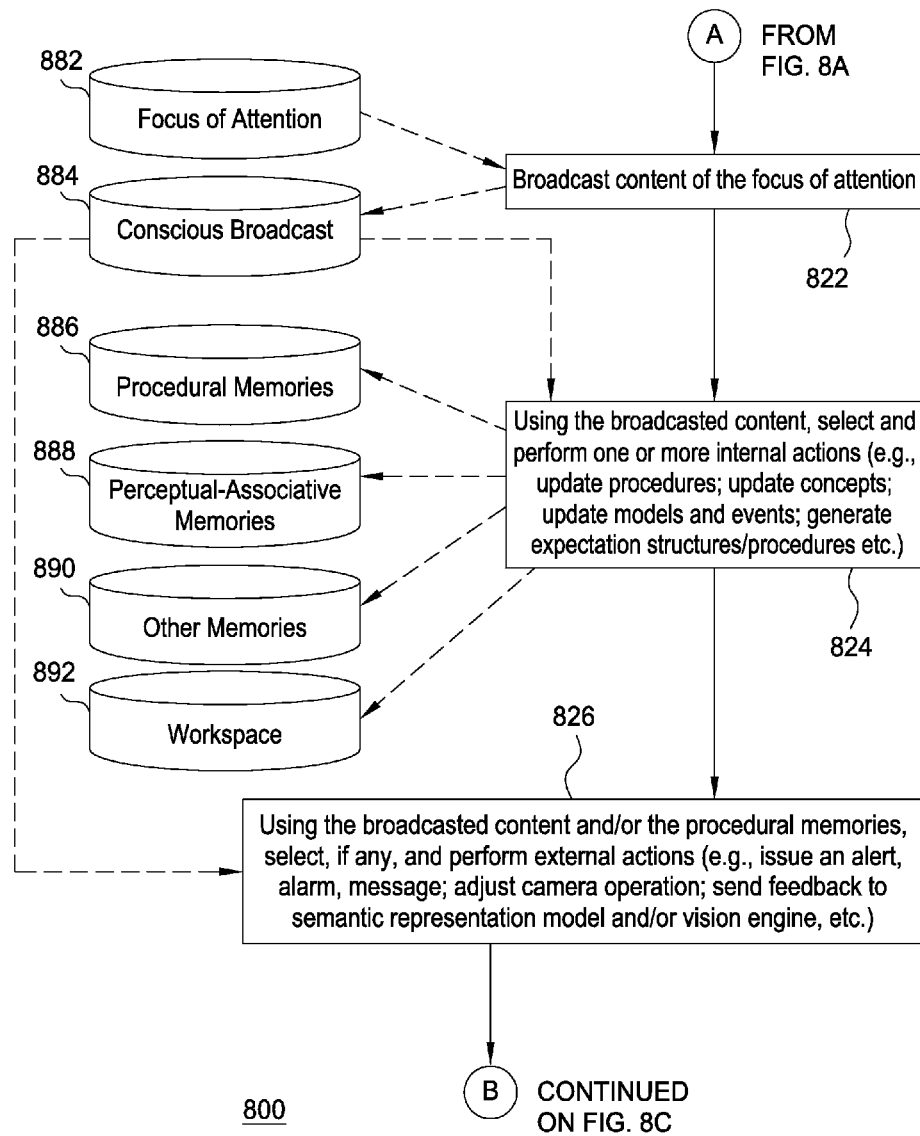 A
FROM
FIG. 8A
882
Focus of Attention
884
Broadcast content of the focus of attention
Conscious Broadcast
822
886
Procedural Memories
Using the broadcasted content, select and
perform one or more internal actions (e.g.,
update procedures; update concepts;
update models and events; generate
expectation structures/procedures etc.)
888
Perceptual-Associative
Memories
890
Other Memories
824
892
Workspace
826
Using the broadcasted content and/or the procedural memories,
select, if any, and perform external actions (e.g., issue an alert,
alarm, message; adjust camera operation; send feedback to
semantic representation model and/or vision engine, etc.)
B
CONTINUED
ON FIG. 8C
800